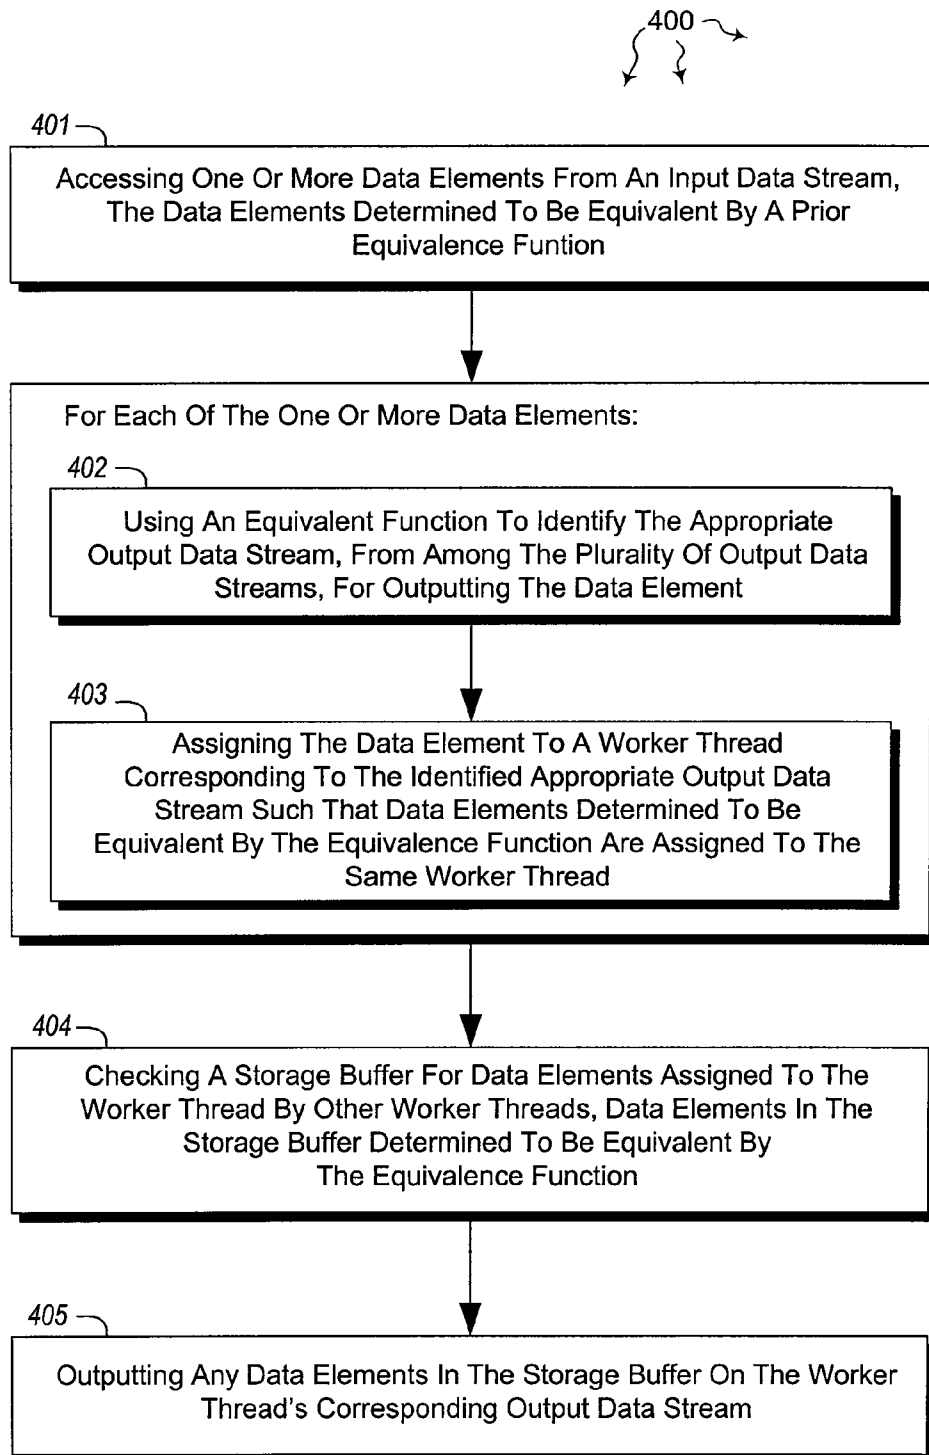 400
401
Accessing One Or More Data Elements From An Input Data Stream,
The Data Elements Determined To Be Equivalent By A Prior
Equivalence Funtion
For Each Of The One Or More Data Elements:
402
Using An Equivalent Function To Identify The Appropriate
Output Data Stream, From Among The Plurality Of Output Data
Streams, For Outputting The Data Element
403
Assigning The Data Element To A Worker Thread
Corresponding To The Identified Appropriate Output Data
Stream Such That Data Elements Determined To Be
Equivalent By The Equivalence Function Are Assigned To The
Same Worker Thread
404
Checking A Storage Buffer For Data Elements Assigned To The
Worker Thread By Other Worker Threads, Data Elements In The
Storage Buffer Determined To Be Equivalent By
The Equivalence Function
405
Outputting Any Data Elements In The Storage Buffer On The Worker
Thread's Corresponding Output Data Stream